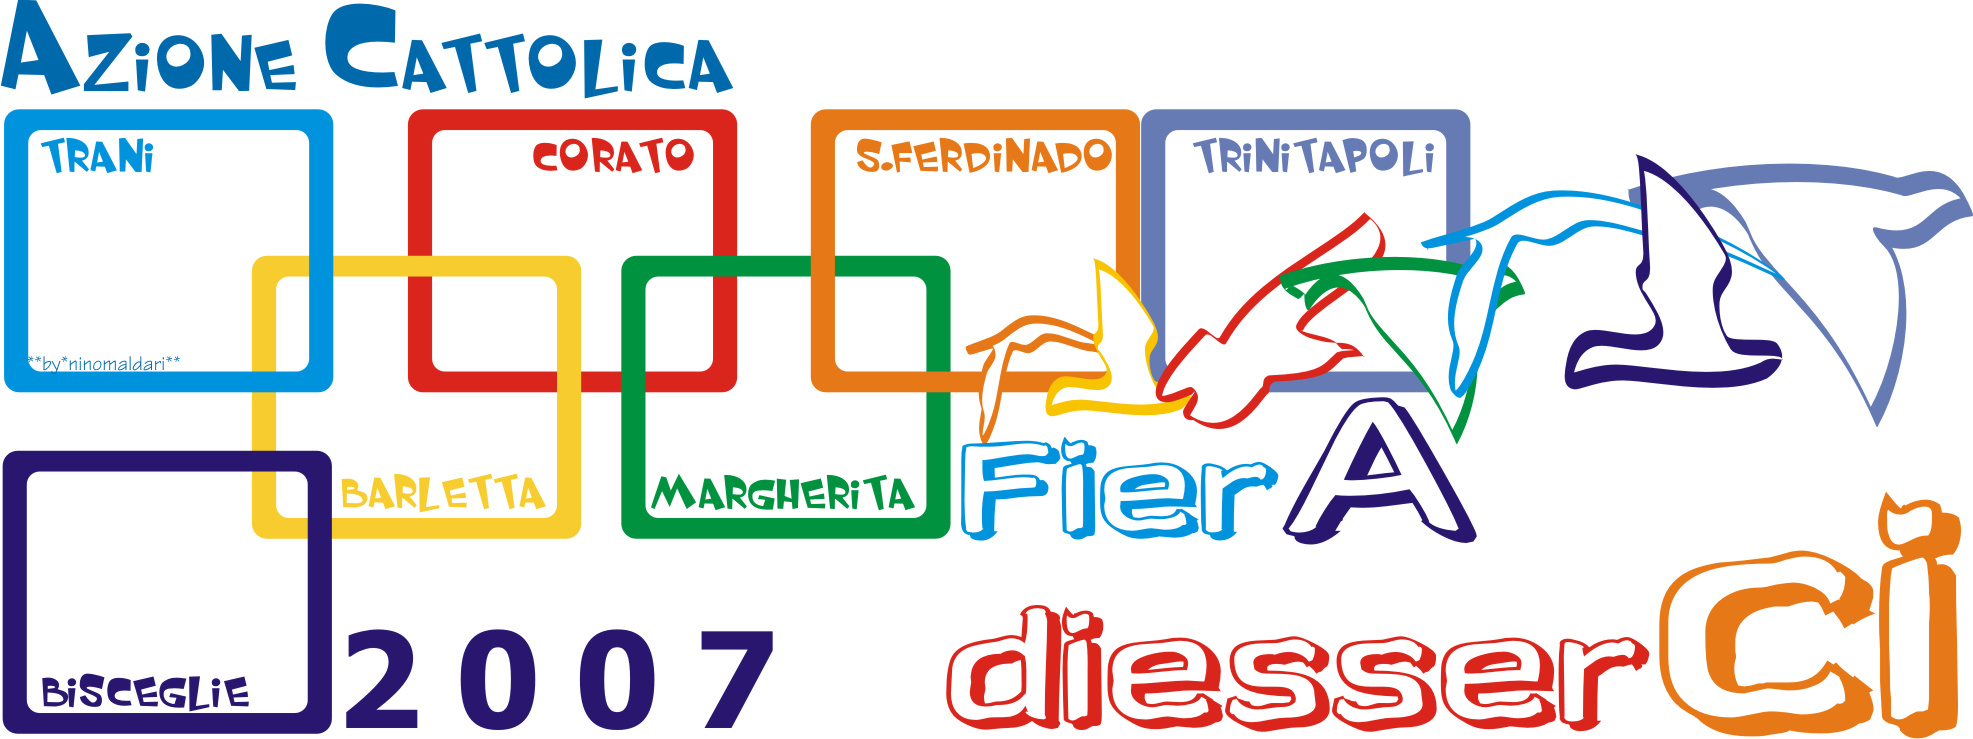 AZiONE CATTOLiCA
TRANi
CORATO
S.FERDiNADO
TRiNiTAPOLi
**by*ninomaldari**
BARLETTA
MARGHERiTA
FierA
BiSCEGLiE
2007
diesserCi